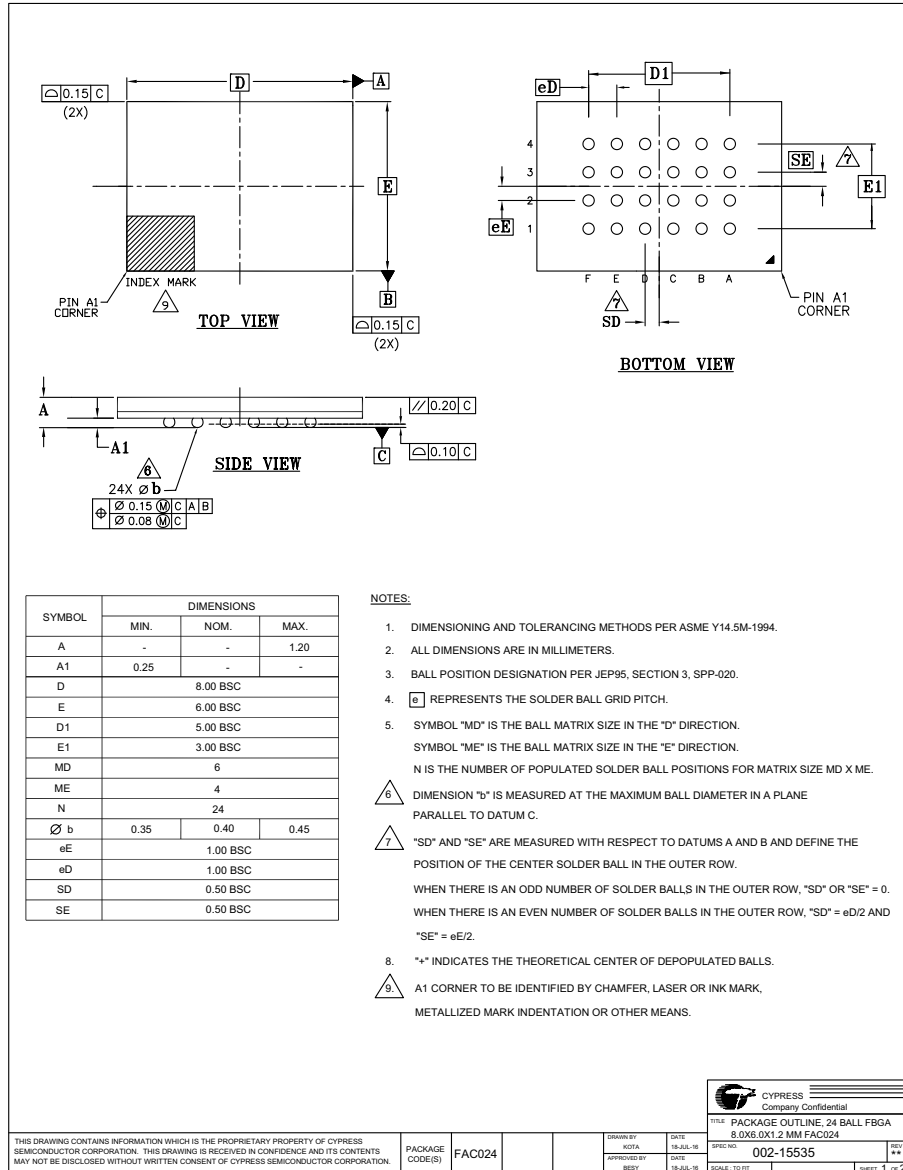 D
A
0.15 C
(2X)
E
INDEX MARK
PIN A1
CORNER
9
B
TOP VIEW
0.15 C
(2X)
D1
eD
4
3
2
1
SE
7
E1
eE
F E D C B A
7
SD
PIN A1
CORNER
BOTTOM VIEW
A
A1
// 0.20 C
C
0.10 C
SIDE VIEW
6
24X Ø b
⌖ Ø 0.15 Ⓜ C A B
Ø 0.08 Ⓜ C
SYMBOL DIMENSIONS
MIN. NOM. MAX.
A - - 1.20
A1 0.25 - -
D 8.00 BSC
E 6.00 BSC
D1 5.00 BSC
E1 3.00 BSC
MD 6
ME 4
N 24
Ø b 0.35 0.40 0.45
eE 1.00 BSC
eD 1.00 BSC
SD 0.50 BSC
SE 0.50 BSC
NOTES:
1. DIMENSIONING AND TOLERANCING METHODS PER ASME Y14.5M-1994.
2. ALL DIMENSIONS ARE IN MILLIMETERS.
3. BALL POSITION DESIGNATION PER JEP95, SECTION 3, SPP-020.
4. e REPRESENTS THE SOLDER BALL GRID PITCH.
5. SYMBOL "MD" IS THE BALL MATRIX SIZE IN THE "D" DIRECTION.
SYMBOL "ME" IS THE BALL MATRIX SIZE IN THE "E" DIRECTION.
N IS THE NUMBER OF POPULATED SOLDER BALL POSITIONS FOR MATRIX SIZE MD X ME.
6 DIMENSION "b" IS MEASURED AT THE MAXIMUM BALL DIAMETER IN A PLANE
PARALLEL TO DATUM C.
7 "SD" AND "SE" ARE MEASURED WITH RESPECT TO DATUMS A AND B AND DEFINE THE
POSITION OF THE CENTER SOLDER BALL IN THE OUTER ROW.
WHEN THERE IS AN ODD NUMBER OF SOLDER BALLS IN THE OUTER ROW, "SD" OR "SE" = 0.
WHEN THERE IS AN EVEN NUMBER OF SOLDER BALLS IN THE OUTER ROW, "SD" = eD/2 AND
"SE" = eE/2.
8. "+" INDICATES THE THEORETICAL CENTER OF DEPOPULATED BALLS.
9. A1 CORNER TO BE IDENTIFIED BY CHAMFER, LASER OR INK MARK,
METALLIZED MARK INDENTATION OR OTHER MEANS.
THIS DRAWING CONTAINS INFORMATION WHICH IS THE PROPRIETARY PROPERTY OF CYPRESS
SEMICONDUCTOR CORPORATION. THIS DRAWING IS RECEIVED IN CONFIDENCE AND ITS CONTENTS
MAY NOT BE DISCLOSED WITHOUT WRITTEN CONSENT OF CYPRESS SEMICONDUCTOR CORPORATION.
PACKAGE
CODE(S)
FAC024
DRAWN BY DATE
KOTA 18-JUL-16
APPROVED BY DATE
BESY 18-JUL-16
CYPRESS
Company Confidential
TITLE PACKAGE OUTLINE, 24 BALL FBGA
8.0X6.0X1.2 MM FAC024
SPEC NO. REV
002-15535 **
SCALE : TO FIT SHEET 1 OF